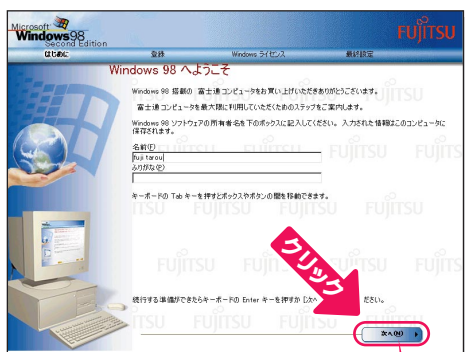 Microsoft
Windows98
Second Edition
FUJITSU
はじめに
登録
Windows ライセンス
最終設定
Windows 98 へようこそ
Windows 98 搭載の 富士通 コンピュータをお買い上げいただきありがとうございます。
富士通 コンピュータを最大限に利用していただくためのステップをご案内します。
Windows 98 ソフトウェアの所有者名を下のボックスに記入してください。 入力された情報はこのコンピュータに
保存されます。
名前(F)
fuji tarou
ふりがな(P)
キーボードの Tab キーを押すとボックスやボタンの間を移動できます。
クリック
続行する準備ができたらキーボードの Enter キーを押すか [次へ ださい。
次へ(N)